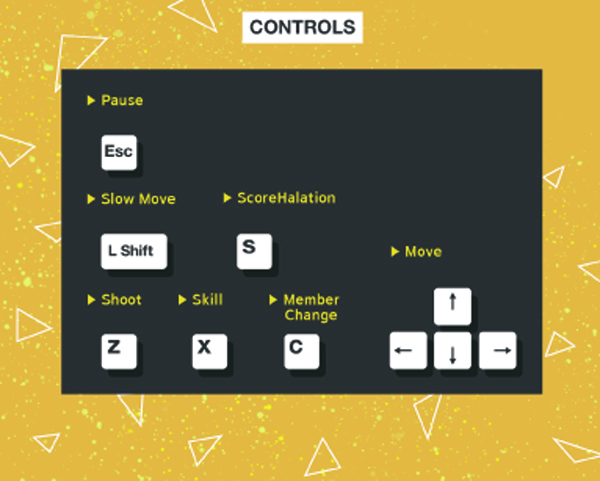 CONTROLS
▶ Pause
Esc
▶ Slow Move ▶ ScoreHalation
L Shift S
▶ Move
▶ Shoot ▶ Skill ▶ Member
Change
↑
Z X C ← ↓ →